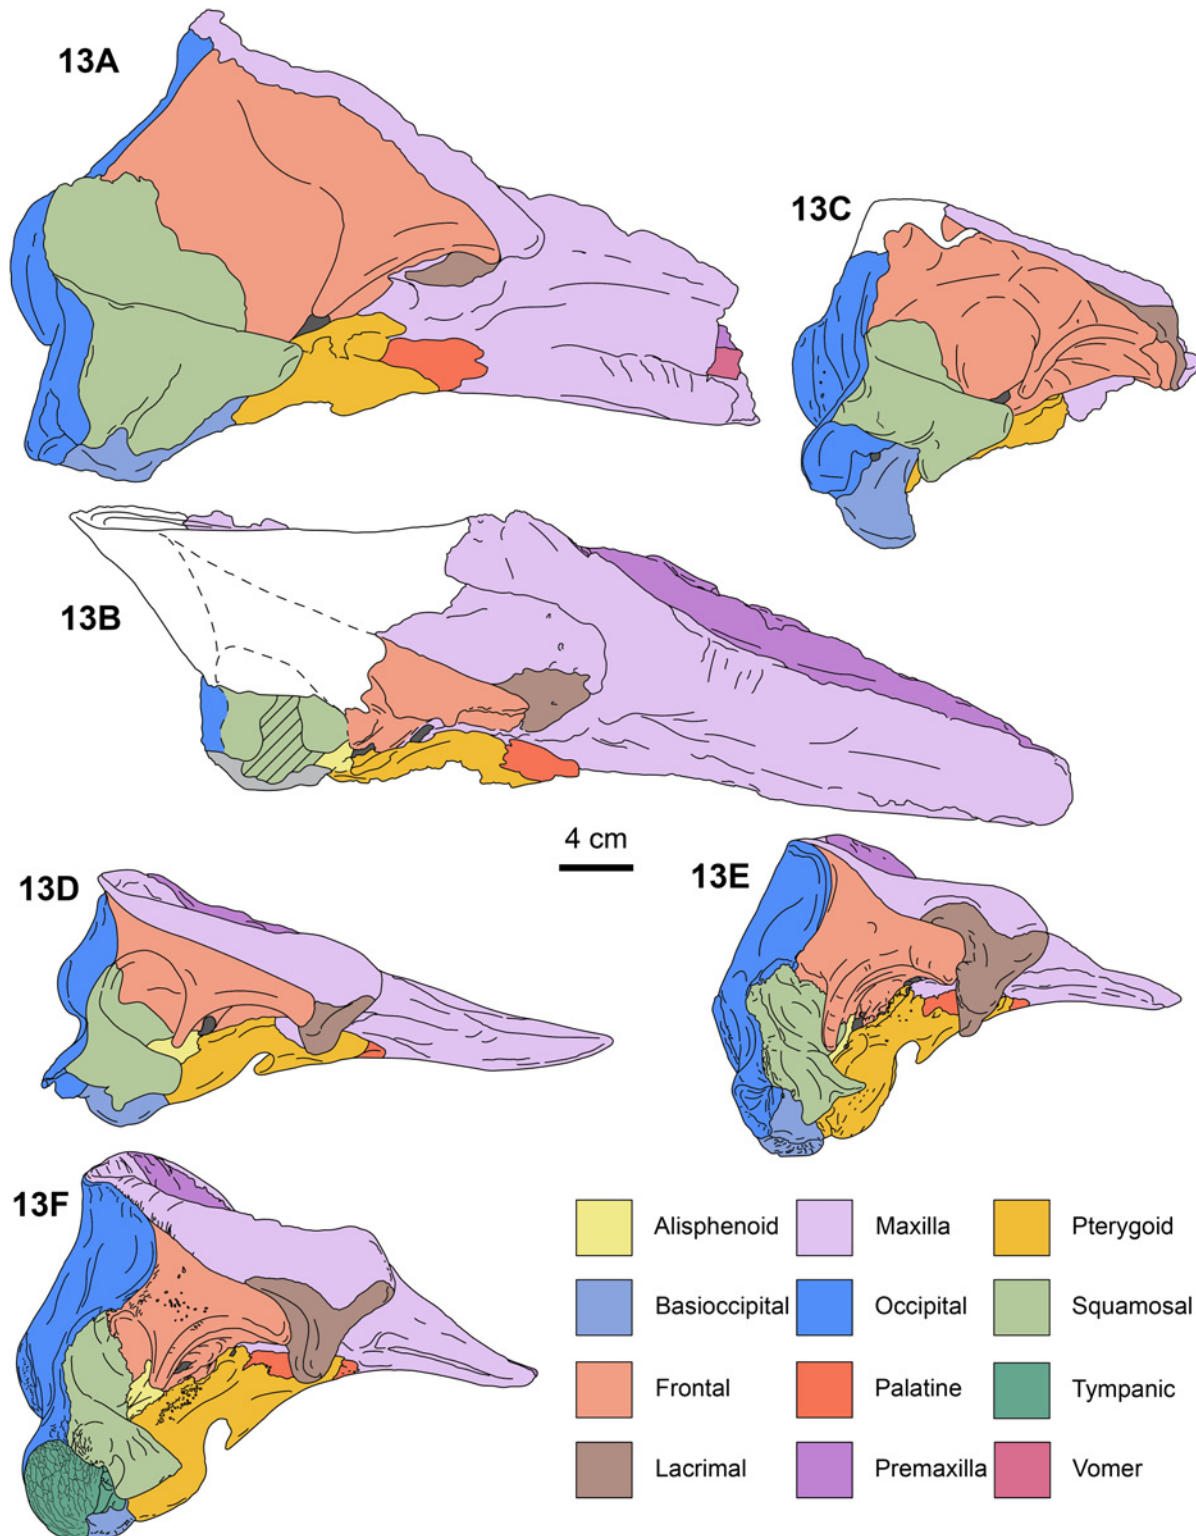 13A
13C
13B
4 cm
13D
13E
13F
Alisphenoid
Maxilla
Pterygoid
Basioccipital
Occipital
Squamosal
Frontal
Palatine
Tympanic
Lacrimal
Premaxilla
Vomer